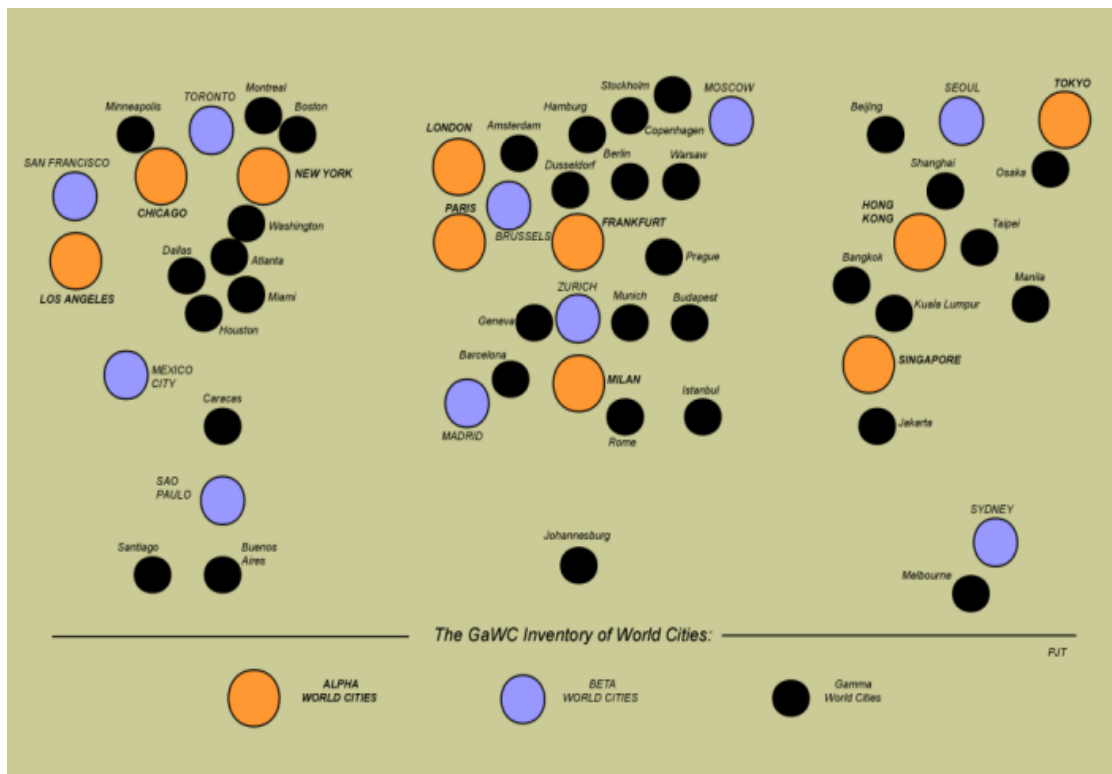 Minneapolis
TORONTO
Montreal
Boston
SAN FRANCISCO
CHICAGO
NEW YORK
LOS ANGELES
Washington
Dallas
Atlanta
Miami
Houston
MEXICO
CITY
Caracas
SAO
PAULO
Santiago
Buenos
Aires
LONDON
Amsterdam
Hamburg
Stockholm
Copenhagen
MOSCOW
Dusseldorf
Berlin
Warsaw
PARIS
BRUSSELS
FRANKFURT
Prague
ZURICH
Geneva
Munich
Budapest
Barcelona
MILAN
MADRID
Rome
Istanbul
Johannesburg
Beijing
SEOUL
TOKYO
Shanghai
Osaka
HONG
KONG
Taipei
Bangkok
Manila
Kuala Lumpur
SINGAPORE
Jakarta
SYDNEY
Melbourne
The GaWC Inventory of World Cities:
PJT
ALPHA
WORLD CITIES
BETA
WORLD CITIES
Gamma
World Cities